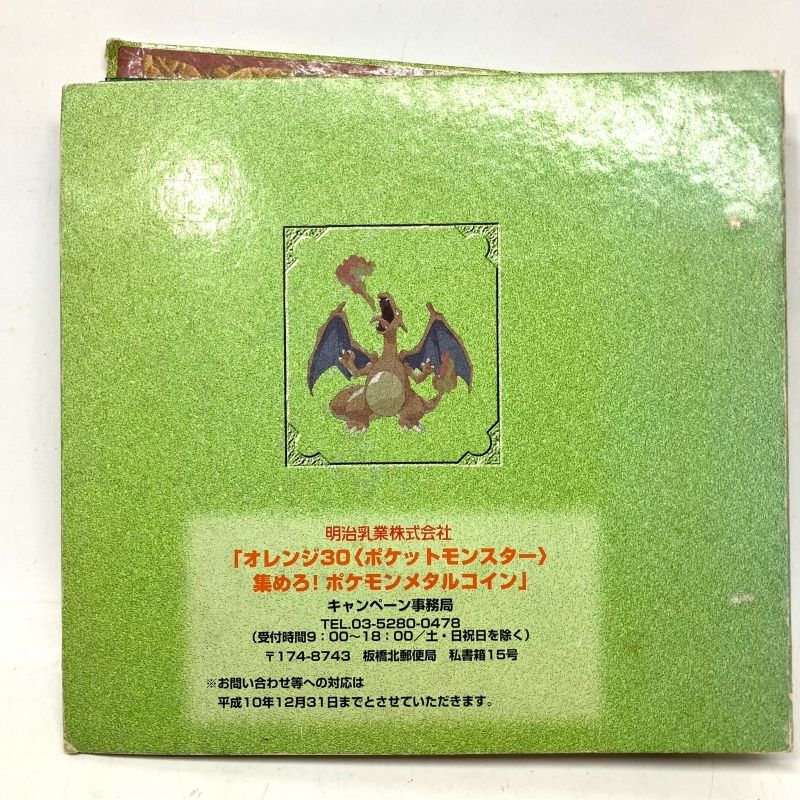 明治乳業株式会社
「オレンジ30〈ポケットモンスター〉
集めろ！ポケモンメタルコイン」
キャンペーン事務局
TEL.03-5280-0478
（受付時間9：00〜18：00／土・日祝日を除く）
〒174-8743　板橋北郵便局　私書箱15号
※お問い合わせ等への対応は
平成10年12月31日までとさせていただきます。